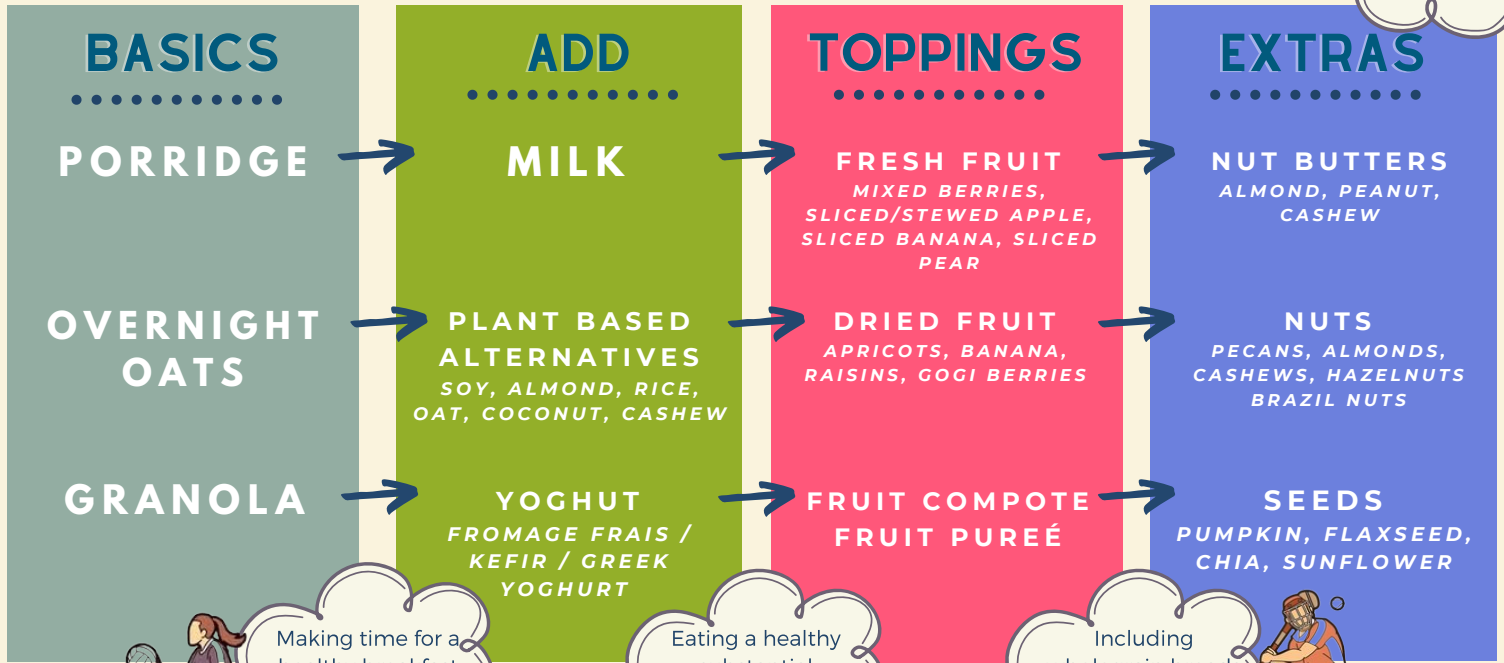 BASICS
PORRIDGE
OVERNIGHT
OATS
GRANOLA
ADD
MILK
PLANT BASED
ALTERNATIVES
SOY, ALMOND, RICE,
OAT, COCONUT, CASHEW
YOGHUT
FROMAGE FRAIS /
KEFIR / GREEK
YOGHURT
TOPPINGS
FRESH FRUIT
MIXED BERRIES,
SLICED/STEWED APPLE,
SLICED BANANA, SLICED
PEAR
DRIED FRUIT
APRICOTS, BANANA,
RAISINS, GOGI BERRIES
FRUIT COMPOTE
FRUIT PUREÉ
EXTRAS
NUT BUTTERS
ALMOND, PEANUT,
CASHEW
NUTS
PECANS, ALMONDS,
CASHEWS, HAZELNUTS
BRAZIL NUTS
SEEDS
PUMPKIN, FLAXSEED,
CHIA, SUNFLOWER
Making time for a
Eating a healthy
Including